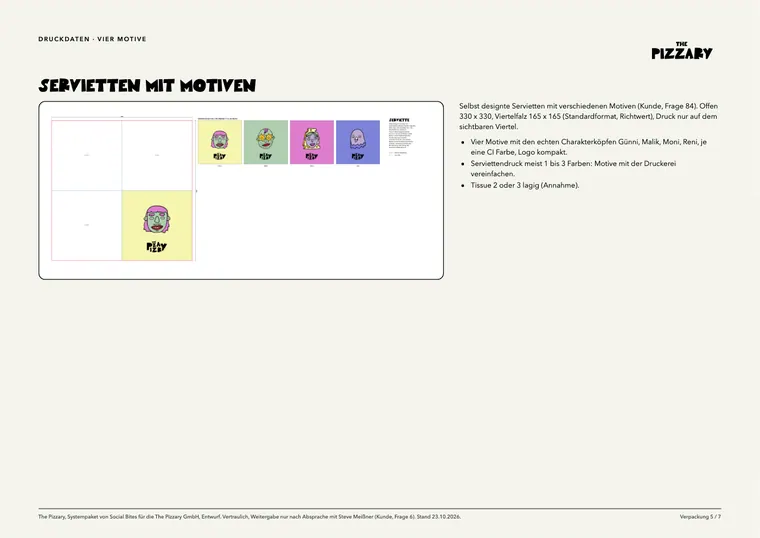 DRUCKDATEN · VIER MOTIVE
THE
PIZZARY
SERVIETTEN MIT MOTIVEN
Selbst designte Servietten mit verschiedenen Motiven (Kunde, Frage 84). Offen
330 x 330, Viertelfalz 165 x 165 (Standardformat, Richtwert), Druck nur auf dem
sichtbaren Viertel.
• Vier Motive mit den echten Charakterköpfen Günni, Malik, Moni, Reni, je
eine CI Farbe, Logo kompakt.
• Serviettendruck meist 1 bis 3 Farben: Motive mit der Druckerei
vereinfachen.
• Tissue 2 oder 3 lagig (Annahme).
SERVIETTE
The Pizzary, Systempaket von Social Bites für die The Pizzary GmbH, Entwurf. Vertraulich, Weitergabe nur nach Absprache mit Steve Meißner (Kunde, Frage 6). Stand 23.10.2026.
Verpackung 5 / 7